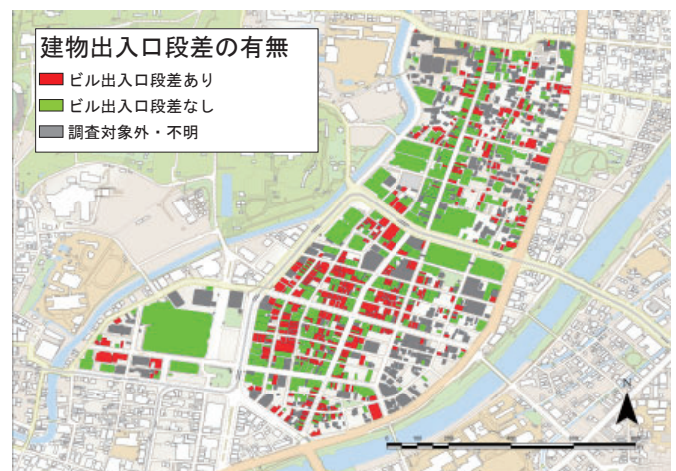 建物出入口段差の有無
ビル出入口段差あり
ビル出入口段差なし
調査対象外・不明
N